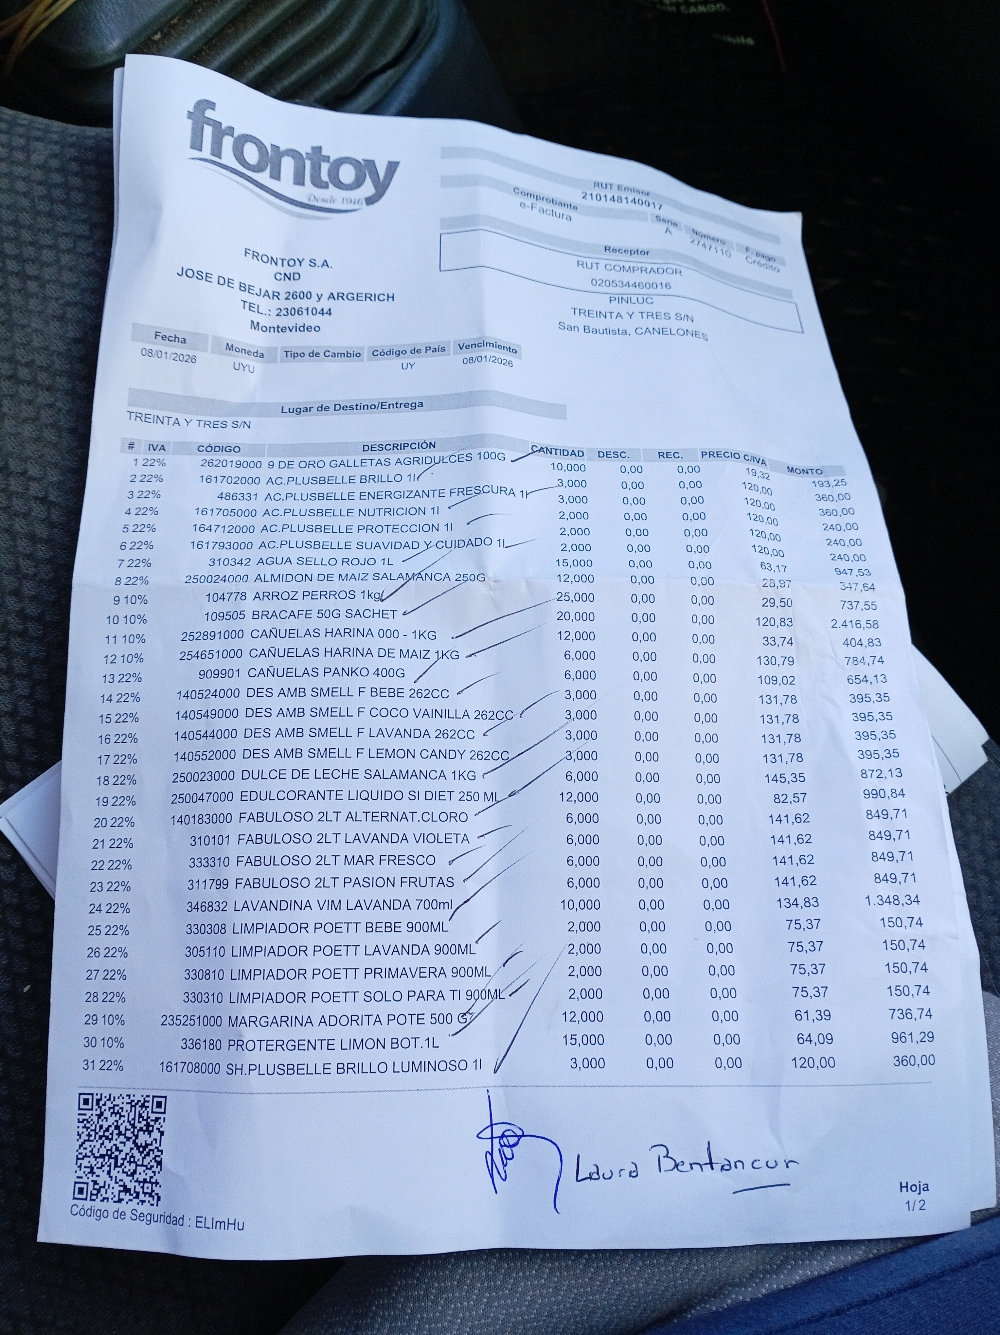 frontoy
Desde 1946
FRONTOY S.A.
CND
JOSE DE BEJAR 2600 y ARGERICH
TEL.: 23061044
Montevideo
RUT Emisor
210148140017
Comprobante Serie Número F. pago
e-Factura A 2747110 Crédito
Receptor
RUT COMPRADOR
020534460016
PINLUC
TREINTA Y TRES S/N
San Bautista, CANELONES
Fecha Moneda Tipo de Cambio Código de País Vencimiento
08/01/2026 UYU UY 08/01/2026
Lugar de Destino/Entrega
TREINTA Y TRES S/N
# IVA CÓDIGO DESCRIPCIÓN CANTIDAD DESC. REC. PRECIO C/IVA MONTO
1 22% 262019000 9 DE ORO GALLETAS AGRIDULCES 100G 10,000 0,00 0,00 19,32 193,25
2 22% 161702000 AC.PLUSBELLE BRILLO 1l 3,000 0,00 0,00 120,00 360,00
3 22% 486331 AC.PLUSBELLE ENERGIZANTE FRESCURA 1l 3,000 0,00 0,00 120,00 360,00
4 22% 161705000 AC.PLUSBELLE NUTRICION 1l 2,000 0,00 0,00 120,00 240,00
5 22% 164712000 AC.PLUSBELLE PROTECCION 1l 2,000 0,00 0,00 120,00 240,00
6 22% 161793000 AC.PLUSBELLE SUAVIDAD Y CUIDADO 1L 2,000 0,00 0,00 120,00 240,00
7 22% 310342 AGUA SELLO ROJO 1L 15,000 0,00 0,00 63,17 947,53
8 22% 250024000 ALMIDON DE MAIZ SALAMANCA 250G 12,000 0,00 0,00 28,97 347,64
9 10% 104778 ARROZ PERROS 1kg 25,000 0,00 0,00 29,50 737,55
10 10% 109505 BRACAFE 50G SACHET 20,000 0,00 0,00 120,83 2.416,58
11 10% 252891000 CAÑUELAS HARINA 000 - 1KG 12,000 0,00 0,00 33,74 404,83
12 10% 254651000 CAÑUELAS HARINA DE MAIZ 1KG 6,000 0,00 0,00 130,79 784,74
13 22% 909901 CAÑUELAS PANKO 400G 6,000 0,00 0,00 109,02 654,13
14 22% 140524000 DES AMB SMELL F BEBE 262CC 3,000 0,00 0,00 131,78 395,35
15 22% 140549000 DES AMB SMELL F COCO VAINILLA 262CC 3,000 0,00 0,00 131,78 395,35
16 22% 140544000 DES AMB SMELL F LAVANDA 262CC 3,000 0,00 0,00 131,78 395,35
17 22% 140552000 DES AMB SMELL F LEMON CANDY 262CC 3,000 0,00 0,00 131,78 395,35
18 22% 250023000 DULCE DE LECHE SALAMANCA 1KG 6,000 0,00 0,00 145,35 872,13
19 22% 250047000 EDULCORANTE LIQUIDO SI DIET 250 ML 12,000 0,00 0,00 82,57 990,84
20 22% 140183000 FABULOSO 2LT ALTERNAT.CLORO 6,000 0,00 0,00 141,62 849,71
21 22% 310101 FABULOSO 2LT LAVANDA VIOLETA 6,000 0,00 0,00 141,62 849,71
22 22% 333310 FABULOSO 2LT MAR FRESCO 6,000 0,00 0,00 141,62 849,71
23 22% 311799 FABULOSO 2LT PASION FRUTAS 6,000 0,00 0,00 141,62 849,71
24 22% 346832 LAVANDINA VIM LAVANDA 700ml 10,000 0,00 0,00 134,83 1.348,34
25 22% 330308 LIMPIADOR POETT BEBE 900ML 2,000 0,00 0,00 75,37 150,74
26 22% 305110 LIMPIADOR POETT LAVANDA 900ML 2,000 0,00 0,00 75,37 150,74
27 22% 330810 LIMPIADOR POETT PRIMAVERA 900ML 2,000 0,00 0,00 75,37 150,74
28 22% 330310 LIMPIADOR POETT SOLO PARA TI 900ML 2,000 0,00 0,00 75,37 150,74
29 10% 235251000 MARGARINA ADORITA POTE 500 G 12,000 0,00 0,00 61,39 736,74
30 10% 336180 PROTERGENTE LIMON BOT.1L 15,000 0,00 0,00 64,09 961,29
31 22% 161708000 SH.PLUSBELLE BRILLO LUMINOSO 1l 3,000 0,00 0,00 120,00 360,00
Laura Bentancur
Código de Seguridad : ELImHu
Hoja
1/ 2